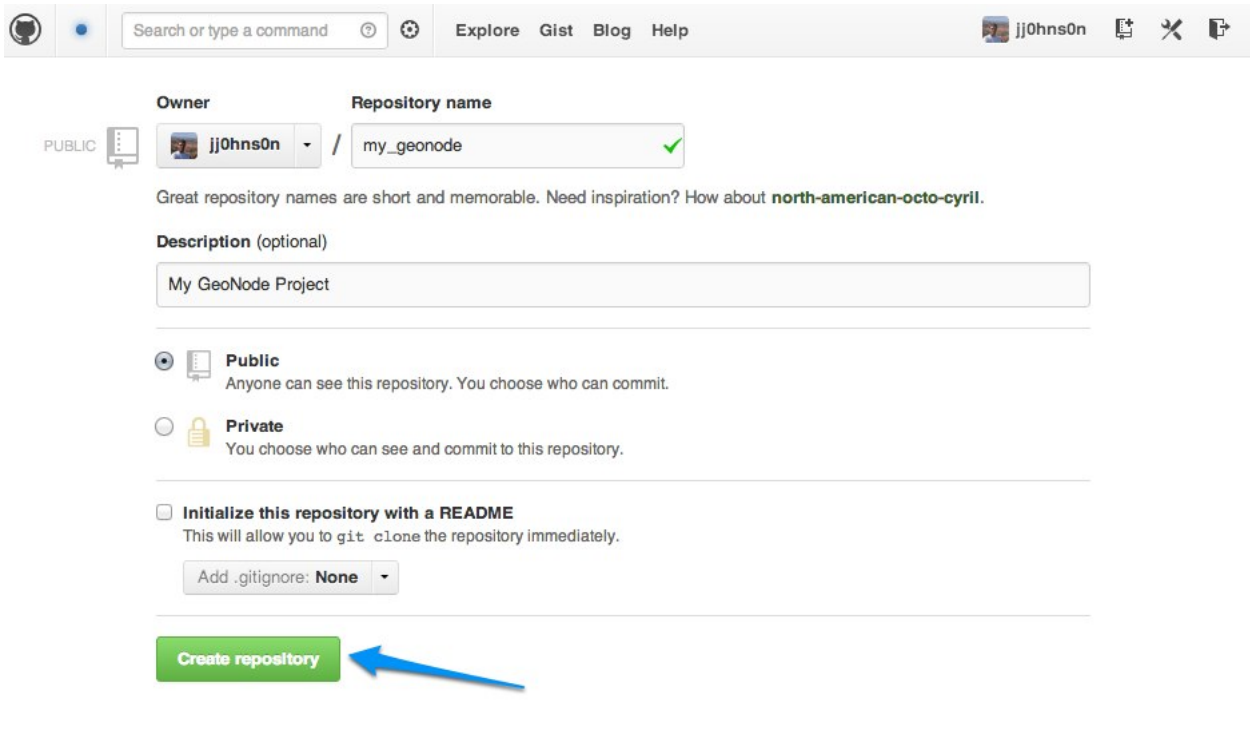 Search or type a command
Explore Gist Blog Help
jj0hns0n
Owner
Repository name
PUBLIC
jj0hns0n / my_geonode
Great repository names are short and memorable. Need inspiration? How about north-american-octo-cyril.
Description (optional)
My GeoNode Project
Public
Anyone can see this repository. You choose who can commit.
Private
You choose who can see and commit to this repository.
Initialize this repository with a README
This will allow you to git clone the repository immediately.
Add .gitignore: None
Create repository